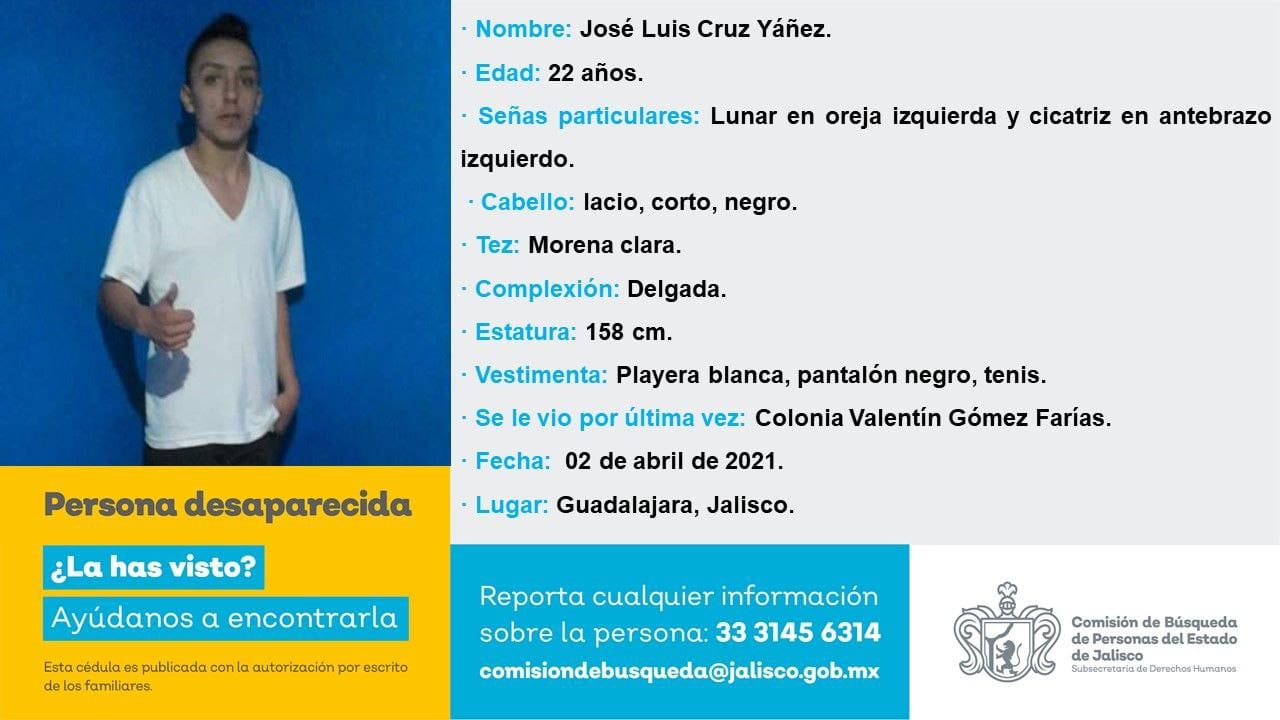 · Nombre: José Luis Cruz Yáñez.
· Edad: 22 años.
· Señas particulares: Lunar en oreja izquierda y cicatriz en antebrazo
izquierdo.
· Cabello: lacio, corto, negro.
· Tez: Morena clara.
· Complexión: Delgada.
· Estatura: 158 cm.
· Vestimenta: Playera blanca, pantalón negro, tenis.
· Se le vio por última vez: Colonia Valentín Gómez Farías.
· Fecha: 02 de abril de 2021.
· Lugar: Guadalajara, Jalisco.
Persona desaparecida
¿La has visto?
Ayúdanos a encontrarla
Esta cédula es publicada con la autorización por escrito
de los familiares.
Reporta cualquier información
sobre la persona: 33 3145 6314
comisiondebusqueda@jalisco.gob.mx
Comisión de Búsqueda
de Personas del Estado
de Jalisco
Subsecretaría de Derechos Humanos